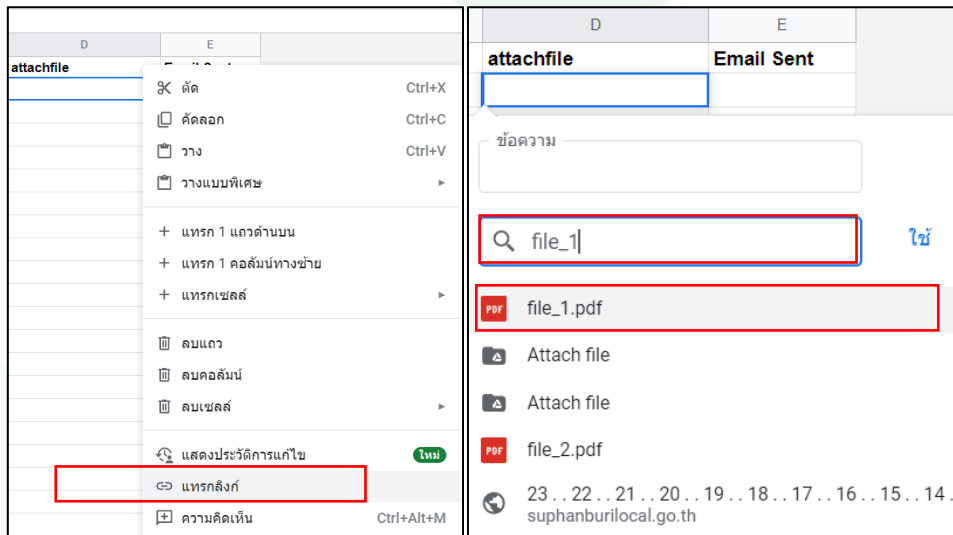 D E
attachfile
ตัด Ctrl+X
คัดลอก Ctrl+C
วาง Ctrl+V
วางแบบพิเศษ
แทรก 1 แถวด้านบน
แทรก 1 คอลัมน์ทางซ้าย
แทรกเซลล์
ลบแถว
ลบคอลัมน์
ลบเซลล์
แสดงประวัติการแก้ไข ใหม่
แทรกลิงก์
ความคิดเห็น Ctrl+Alt+M
D E
attachfile Email Sent
ข้อความ
file_1 ใช้
PDF file_1.pdf
Attach file
Attach file
PDF file_2.pdf
23 . . 22 . . 21 . . 20 . . 19 . . 18 . . 17 . . 16 . . 15 . . 14 .
suphanburilocal.go.th